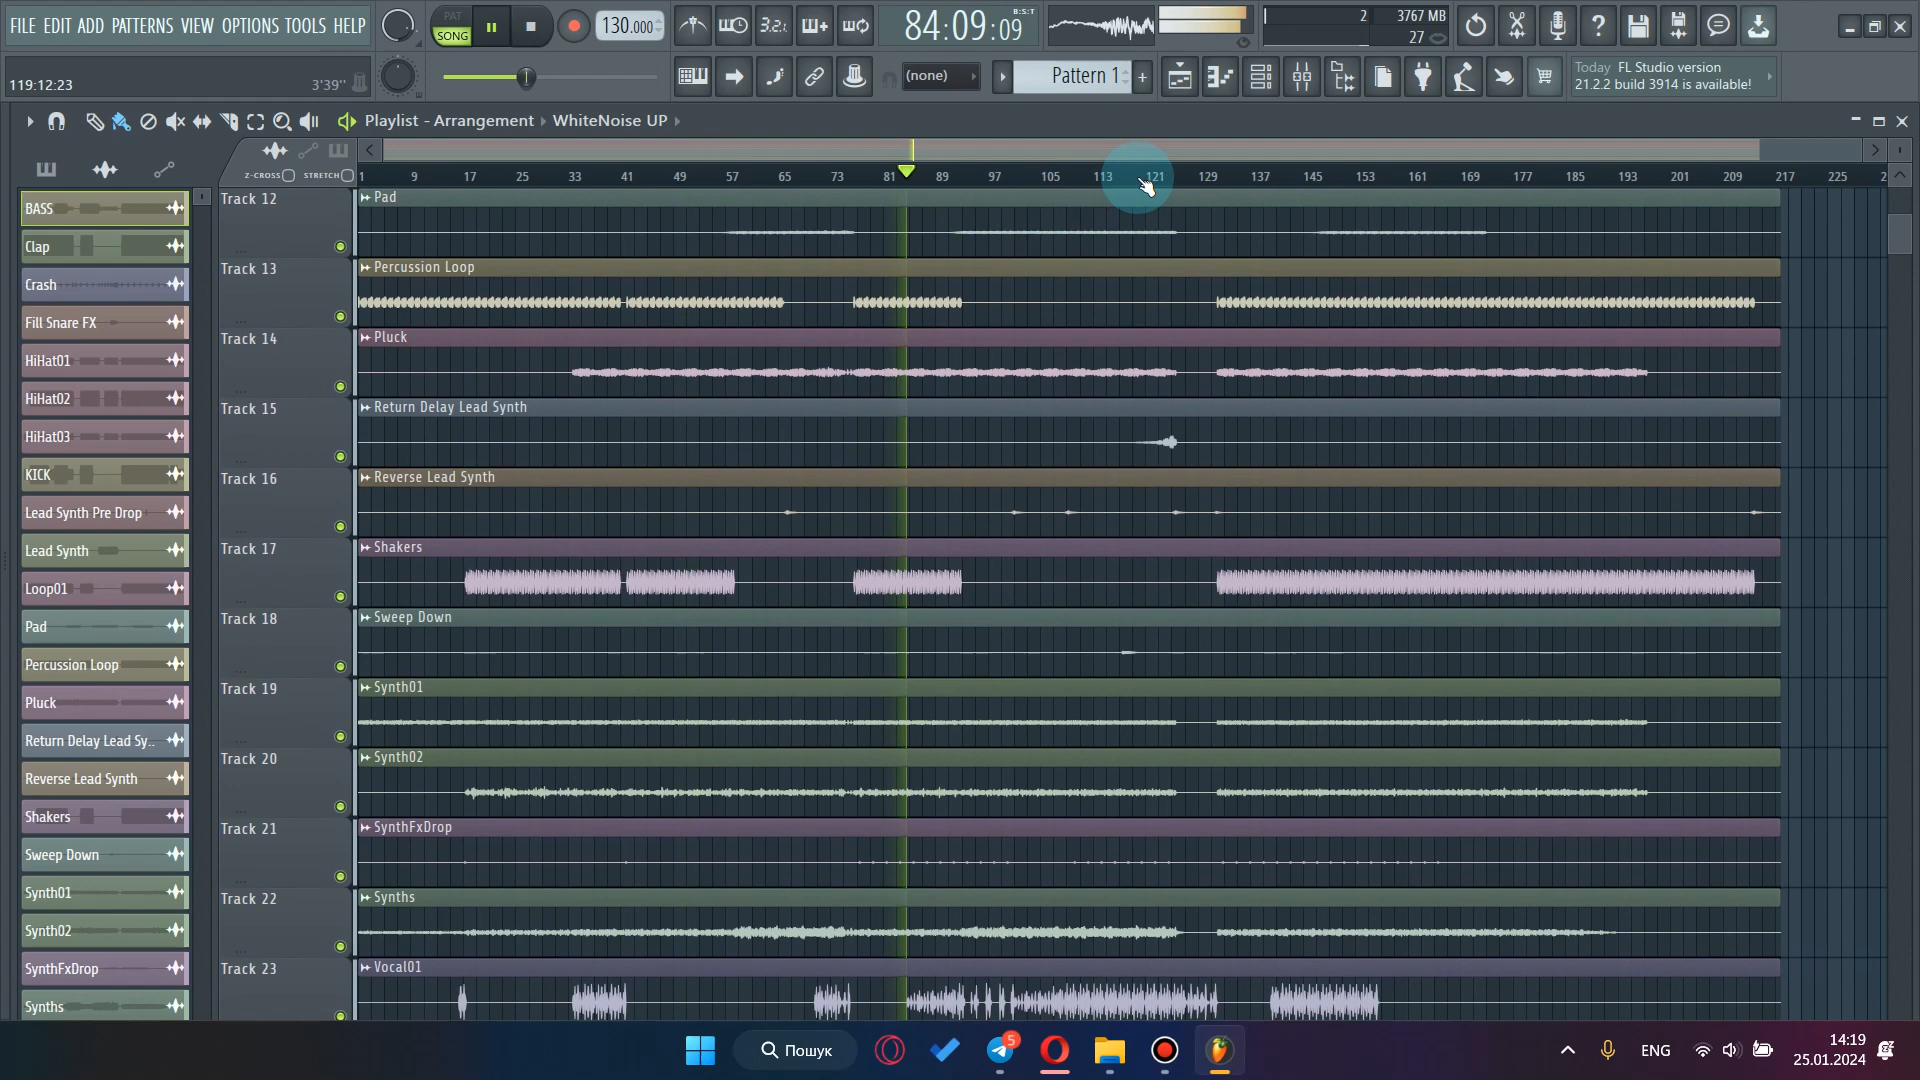 FILE EDIT ADD PATTERNS VIEW OPTIONS TOOLS HELP
PAT
SONG
130.000
3.2.1
84:09:09
B:S:T
2
3767 MB
27
119:12:23
3'39"
(none)
Pattern 1
Today FL Studio version
21.2.2 build 3914 is available!
Playlist - Arrangement WhiteNoise UP
Z-CROSS STRETCH
1 9 17 25 33 41 49 57 65 73 81 89 97 105 113 121 129 137 145 153 161 169 177 185 193 201 209 217 225 2
BASS
Clap
Crash
Fill Snare FX
HiHat01
HiHat02
HiHat03
KICK
Lead Synth Pre Drop
Lead Synth
Loop01
Pad
Percussion Loop
Pluck
Return Delay Lead Sy..
Reverse Lead Synth
Shakers
Sweep Down
Synth01
Synth02
SynthFxDrop
Synths
Track 12
Pad
Track 13
Percussion Loop
Track 14
Pluck
Track 15
Return Delay Lead Synth
Track 16
Reverse Lead Synth
Track 17
Shakers
Track 18
Sweep Down
Track 19
Synth01
Track 20
Synth02
Track 21
SynthFxDrop
Track 22
Synths
Track 23
Vocal01
Пошук
5
ENG
14:19
25.01.2024